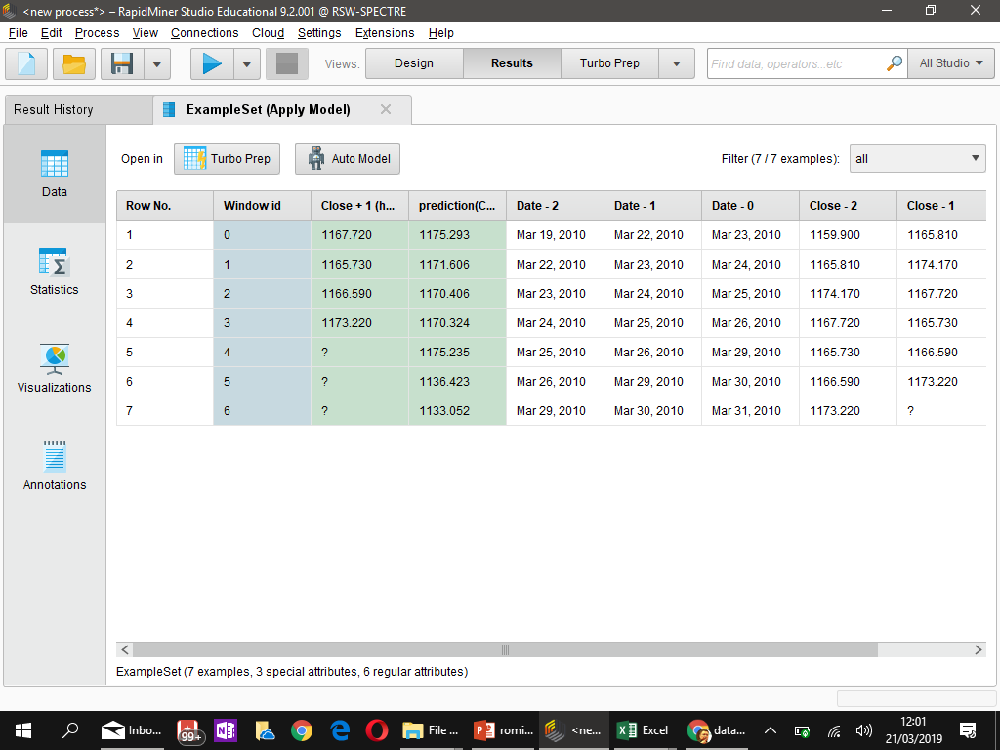 <new process*> – RapidMiner Studio Educational 9.2.001 @ RSW-SPECTRE
File Edit Process View Connections Cloud Settings Extensions Help
Views: Design Results Turbo Prep Find data, operators...etc All Studio
Result History ExampleSet (Apply Model)
Open in Turbo Prep Auto Model Filter (7 / 7 examples): all
Data
Statistics
Visualizations
Annotations
Row No. Window id Close + 1 (h... prediction(C... Date - 2 Date - 1 Date - 0 Close - 2 Close - 1
1 0 1167.720 1175.293 Mar 19, 2010 Mar 22, 2010 Mar 23, 2010 1159.900 1165.810
2 1 1165.730 1171.606 Mar 22, 2010 Mar 23, 2010 Mar 24, 2010 1165.810 1174.170
3 2 1166.590 1170.406 Mar 23, 2010 Mar 24, 2010 Mar 25, 2010 1174.170 1167.720
4 3 1173.220 1170.324 Mar 24, 2010 Mar 25, 2010 Mar 26, 2010 1167.720 1165.730
5 4 ? 1175.235 Mar 25, 2010 Mar 26, 2010 Mar 29, 2010 1165.730 1166.590
6 5 ? 1136.423 Mar 26, 2010 Mar 29, 2010 Mar 30, 2010 1166.590 1173.220
7 6 ? 1133.052 Mar 29, 2010 Mar 30, 2010 Mar 31, 2010 1173.220 ?
ExampleSet (7 examples, 3 special attributes, 6 regular attributes)
Inbo... 99+ N File ... romi... <ne... Excel data... 12:01
21/03/2019